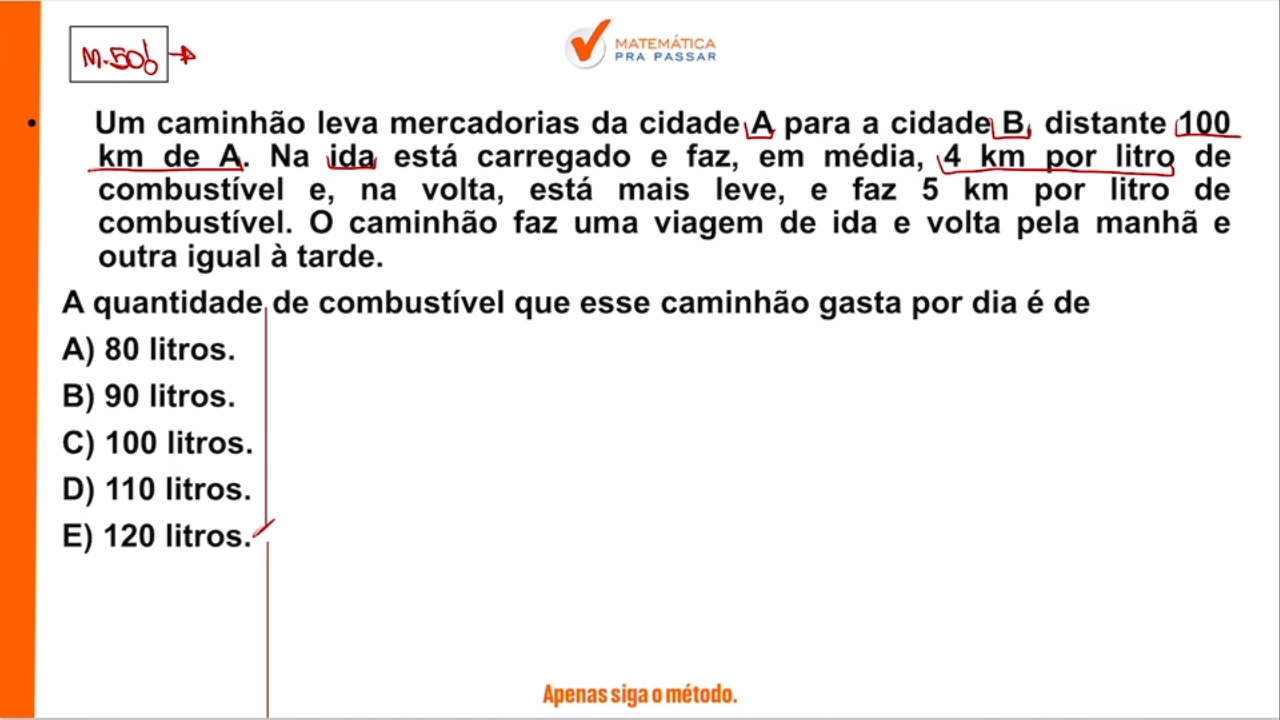 M.50%
MATEMÁTICA
PRA PASSAR
• Um caminhão leva mercadorias da cidade A para a cidade B, distante 100
km de A. Na ida está carregado e faz, em média, 4 km por litro de
combustível e, na volta, está mais leve, e faz 5 km por litro de
combustível. O caminhão faz uma viagem de ida e volta pela manhã e
outra igual à tarde.
A quantidade de combustível que esse caminhão gasta por dia é de
A) 80 litros.
B) 90 litros.
C) 100 litros.
D) 110 litros.
E) 120 litros.
Apenas siga o método.